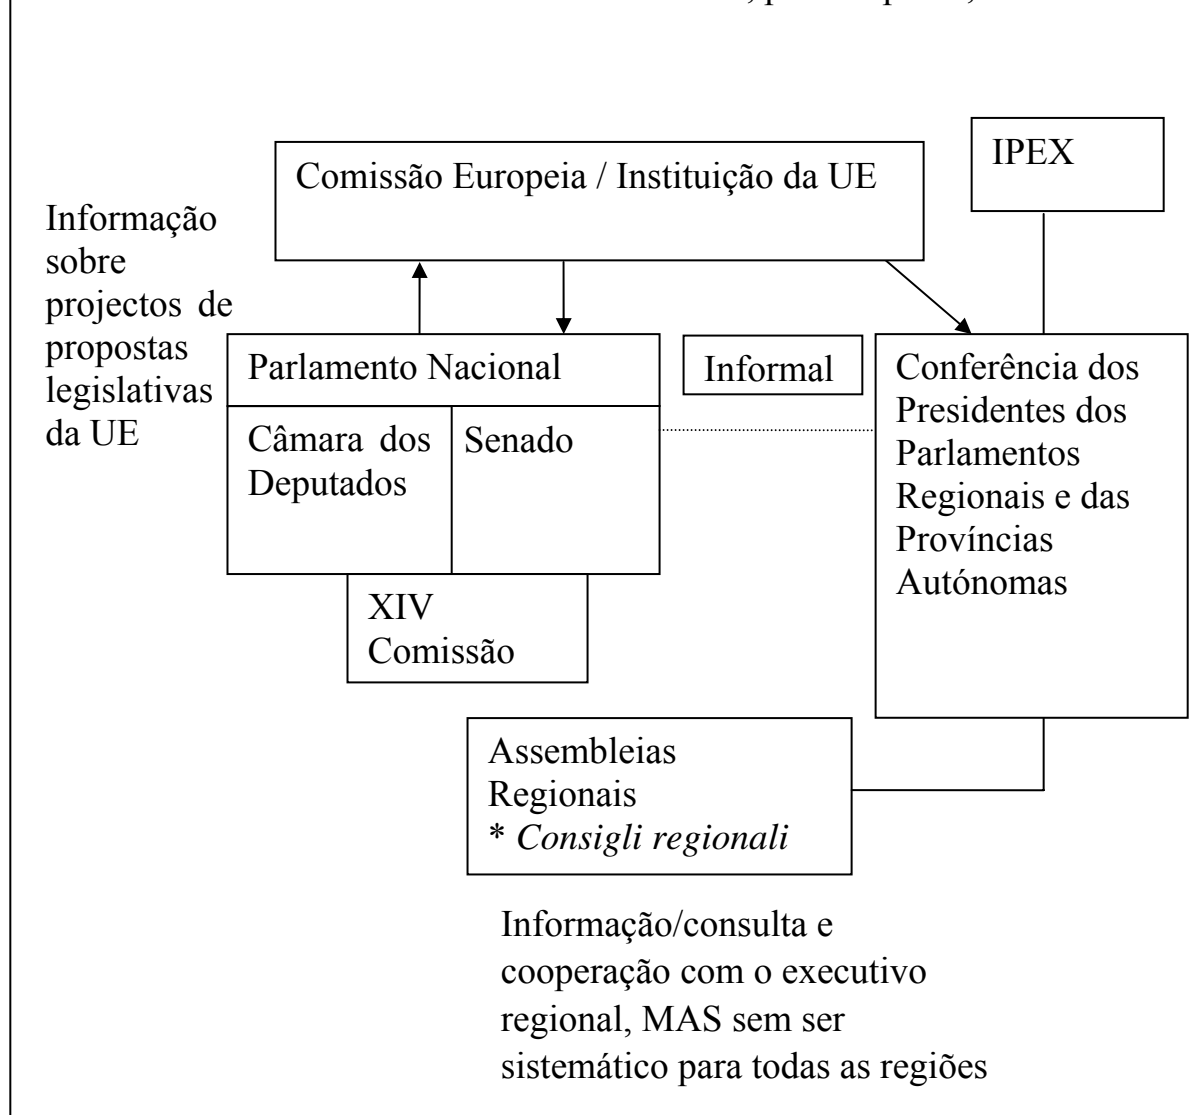 IPEX
Comissão Europeia / Instituição da UE
Informação
sobre
projectos de
propostas
legislativas
da UE
Parlamento Nacional
Câmara dos
Deputados
Senado
XIV
Comissão
Informal
Conferência dos
Presidentes dos
Parlamentos
Regionais e das
Províncias
Autónomas
Assembleias
Regionais
* Consigli regionali
Informação/consulta e
cooperação com o executivo
regional, MAS sem ser
sistemático para todas as regiões